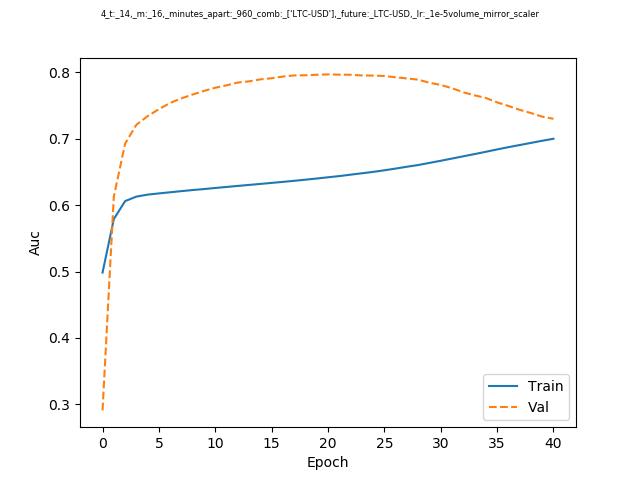 4_t:_14,_m:_16,_minutes_apart:_960_comb:_['LTC-USD'],_future:_LTC-USD,_lr:_1e-5volume_mirror_scaler
0.8
0.7
0.6
0.5
0.4
0.3
Auc
Train
Val
0 5 10 15 20 25 30 35 40
Epoch